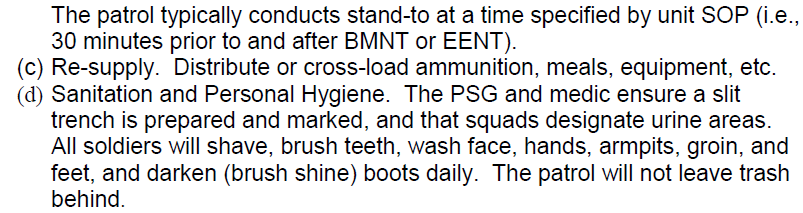 The patrol typically conducts stand-to at a time specified by unit SOP (i.e.,
30 minutes prior to and after BMNT or EENT).
(c) Re-supply.  Distribute or cross-load ammunition, meals, equipment, etc.
(d) Sanitation and Personal Hygiene.  The PSG and medic ensure a slit
trench is prepared and marked, and that squads designate urine areas.
All soldiers will shave, brush teeth, wash face, hands, armpits, groin, and
feet, and darken (brush shine) boots daily.  The patrol will not leave trash
behind.